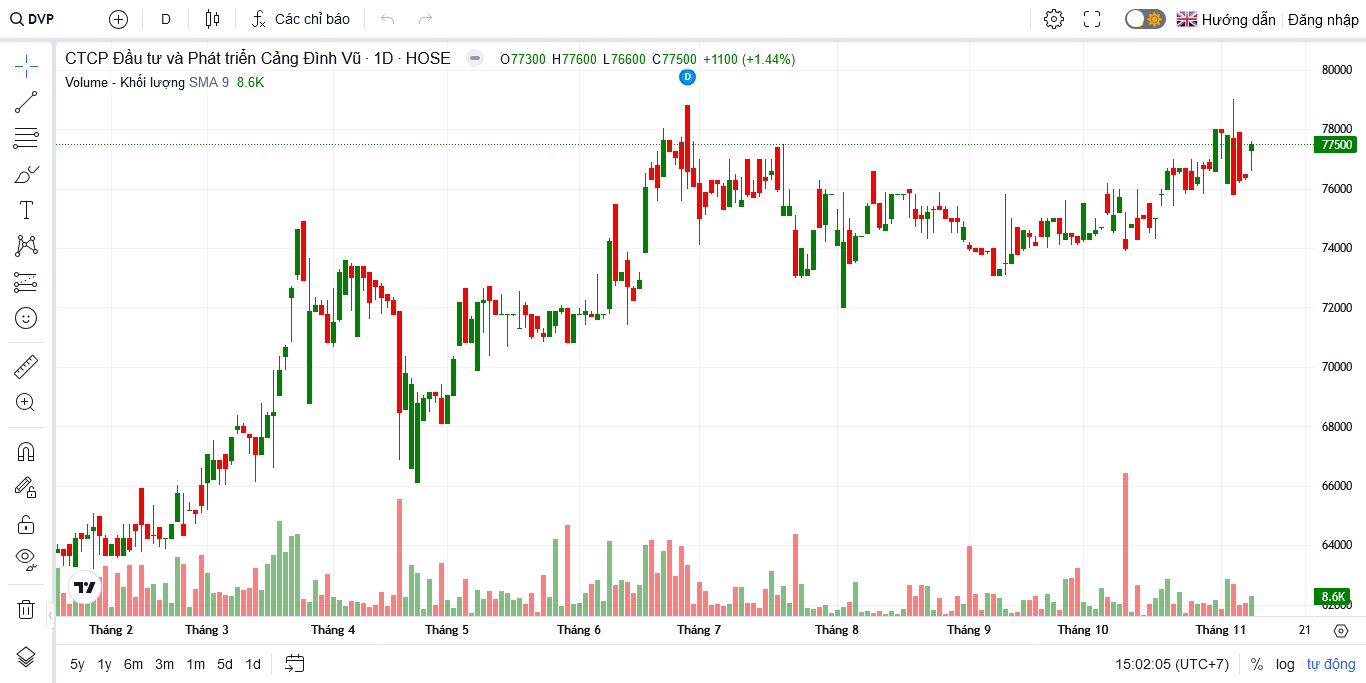 DVP
D
Các chỉ báo
Hướng dẫn
Đăng nhập
CTCP Đầu tư và Phát triển Cảng Đình Vũ · 1D · HOSE
O77300 H77600 L76600 C77500 +1100 (+1.44%)
Volume - Khối lượng SMA 9 8.6K
D
80000
78000
77500
76000
74000
72000
70000
68000
66000
64000
8.6K
62000
Tháng 2 Tháng 3 Tháng 4 Tháng 5 Tháng 6 Tháng 7 Tháng 8 Tháng 9 Tháng 10 Tháng 11 21
5y 1y 6m 3m 1m 5d 1d
15:02:05 (UTC+7) % log tự động